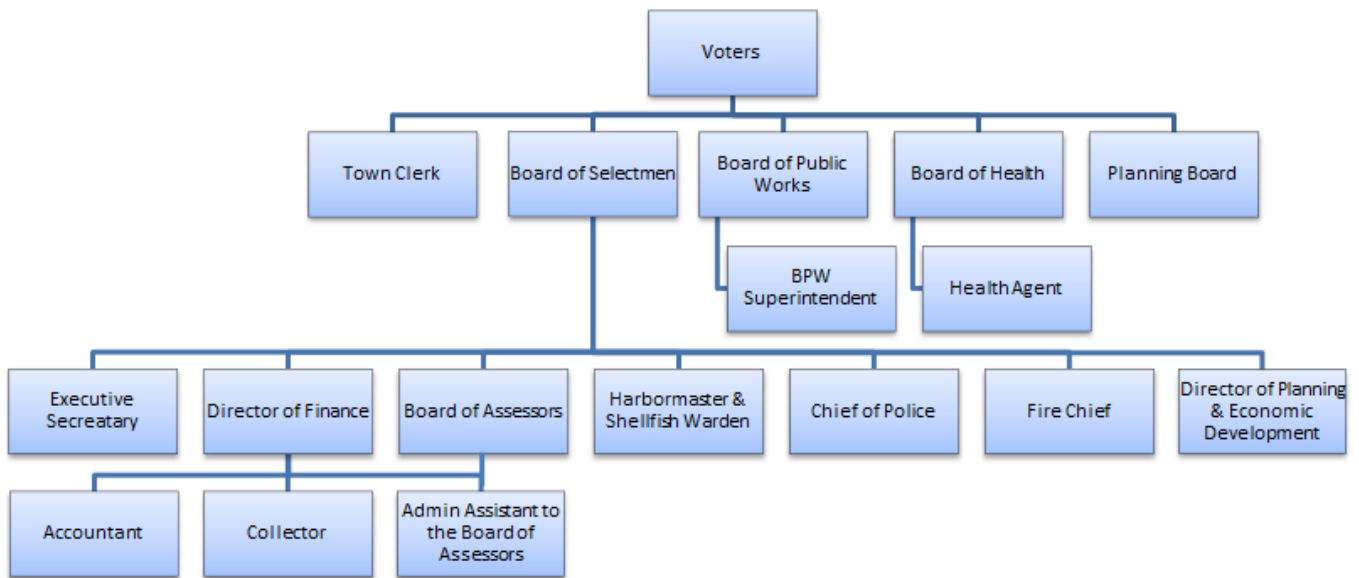 Voters
Town Clerk
Board of Selectmen
Board of Public
Works
Board of Health
Planning Board
BPW
Superintendent
Health Agent
Executive
Secreatary
Director of Finance
Board of Assessors
Harbormaster &
Shellfish Warden
Chief of Police
Fire Chief
Director of Planning
& Economic
Development
Accountant
Collector
Admin Assistant to
the Board of
Assessors